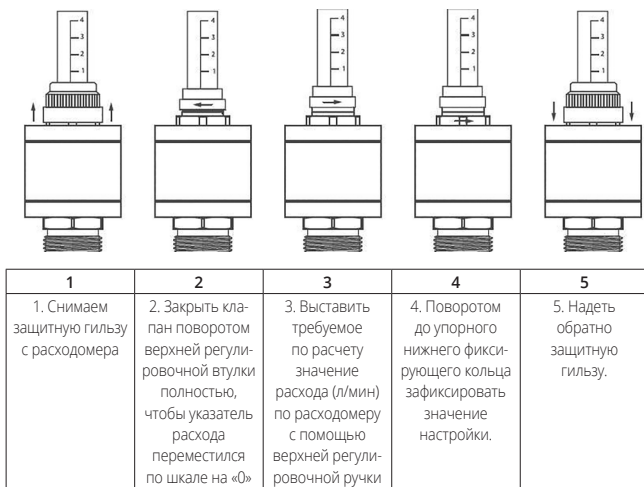 4
3
2
1
4
3
2
1
4
3
2
1
4
3
2
1
4
3
2
1
1
2
3
4
5
1. Снимаем
защитную гильзу
с расходомера
2. Закрыть кла-
пан поворотом
верхней регули-
ровочной втулки
полностью,
чтобы указатель
расхода
переместился
по шкале на «0»
3. Выставить
требуемое
по расчету
значение
расхода (л/мин)
по расходомеру
с помощью
верхней регули-
ровочной ручки
4. Поворотом
до упорного
нижнего фикси-
рующего кольца
зафиксировать
значение
настройки.
5. Надеть
обратно
защитную
гильзу.